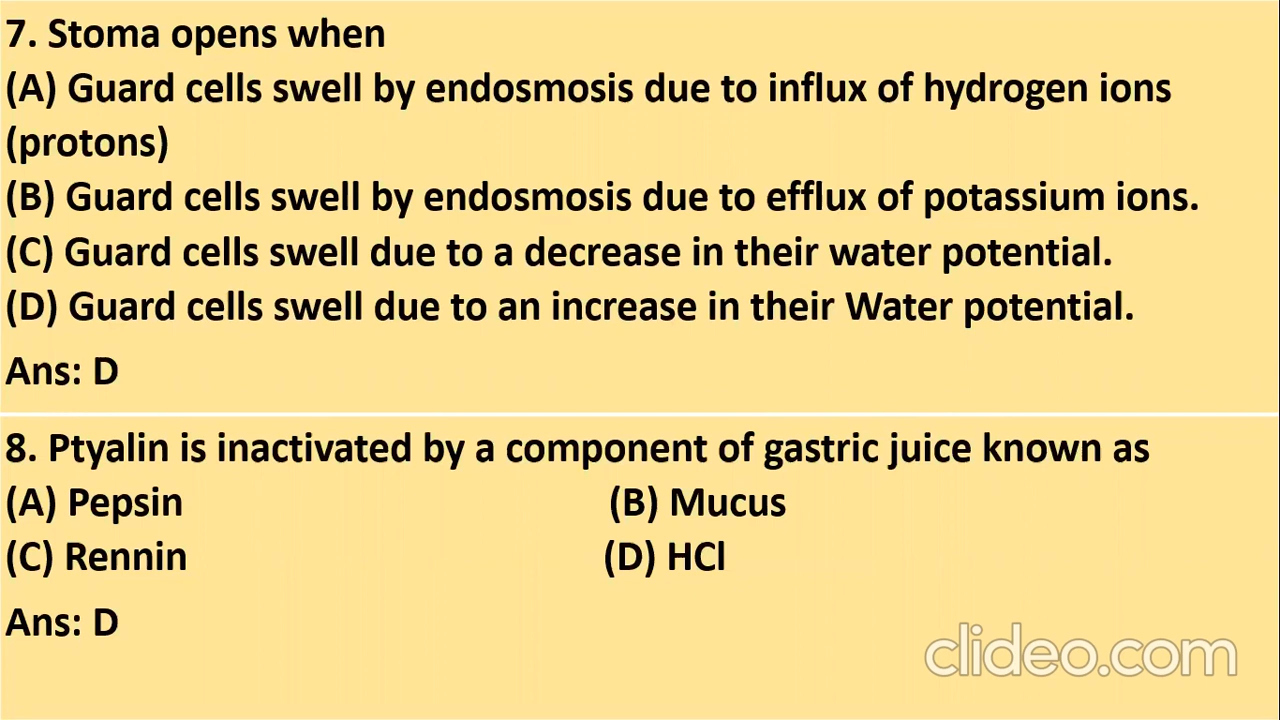 7. Stoma opens when
(A) Guard cells swell by endosmosis due to influx of hydrogen ions
(protons)
(B) Guard cells swell by endosmosis due to efflux of potassium ions.
(C) Guard cells swell due to a decrease in their water potential.
(D) Guard cells swell due to an increase in their Water potential.
Ans: D
8. Ptyalin is inactivated by a component of gastric juice known as
(A) Pepsin (B) Mucus
(C) Rennin (D) HCl
Ans: D
clideo.com